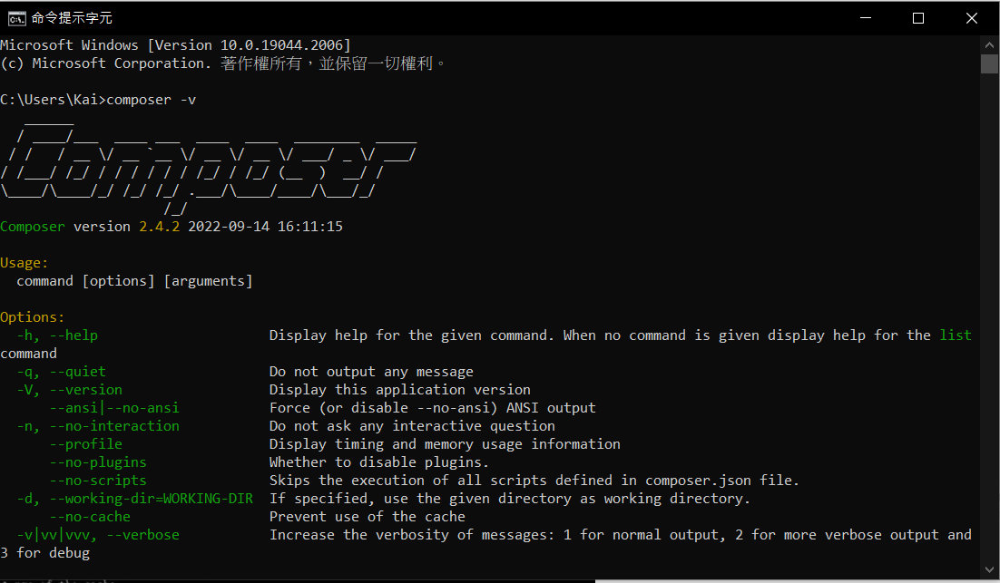 命令提示字元
Microsoft Windows [Version 10.0.19044.2006]
(c) Microsoft Corporation. 著作權所有，並保留一切權利。
C:\Users\Kai>composer -v
   ______
  / ____/___  ____ ___  ____  ____  ________  _____
 / /   / __ \/ __ `__ \/ __ \/ __ \/ ___/ _ \/ ___/
/ /___/ /_/ / / / / / / /_/ / /_/ (__  )  __/ /
\____/\____/_/ /_/ /_/ .___/\____/____/\___/_/
                    /_/
Composer version 2.4.2 2022-09-14 16:11:15
Usage:
  command [options] [arguments]
Options:
  -h, --help                     Display help for the given command. When no command is given display help for the list
command
  -q, --quiet                    Do not output any message
  -V, --version                  Display this application version
      --ansi|--no-ansi           Force (or disable --no-ansi) ANSI output
  -n, --no-interaction           Do not ask any interactive question
      --profile                  Display timing and memory usage information
      --no-plugins               Whether to disable plugins.
      --no-scripts               Skips the execution of all scripts defined in composer.json file.
  -d, --working-dir=WORKING-DIR  If specified, use the given directory as working directory.
      --no-cache                 Prevent use of the cache
  -v|vv|vvv, --verbose           Increase the verbosity of messages: 1 for normal output, 2 for more verbose output and
3 for debug